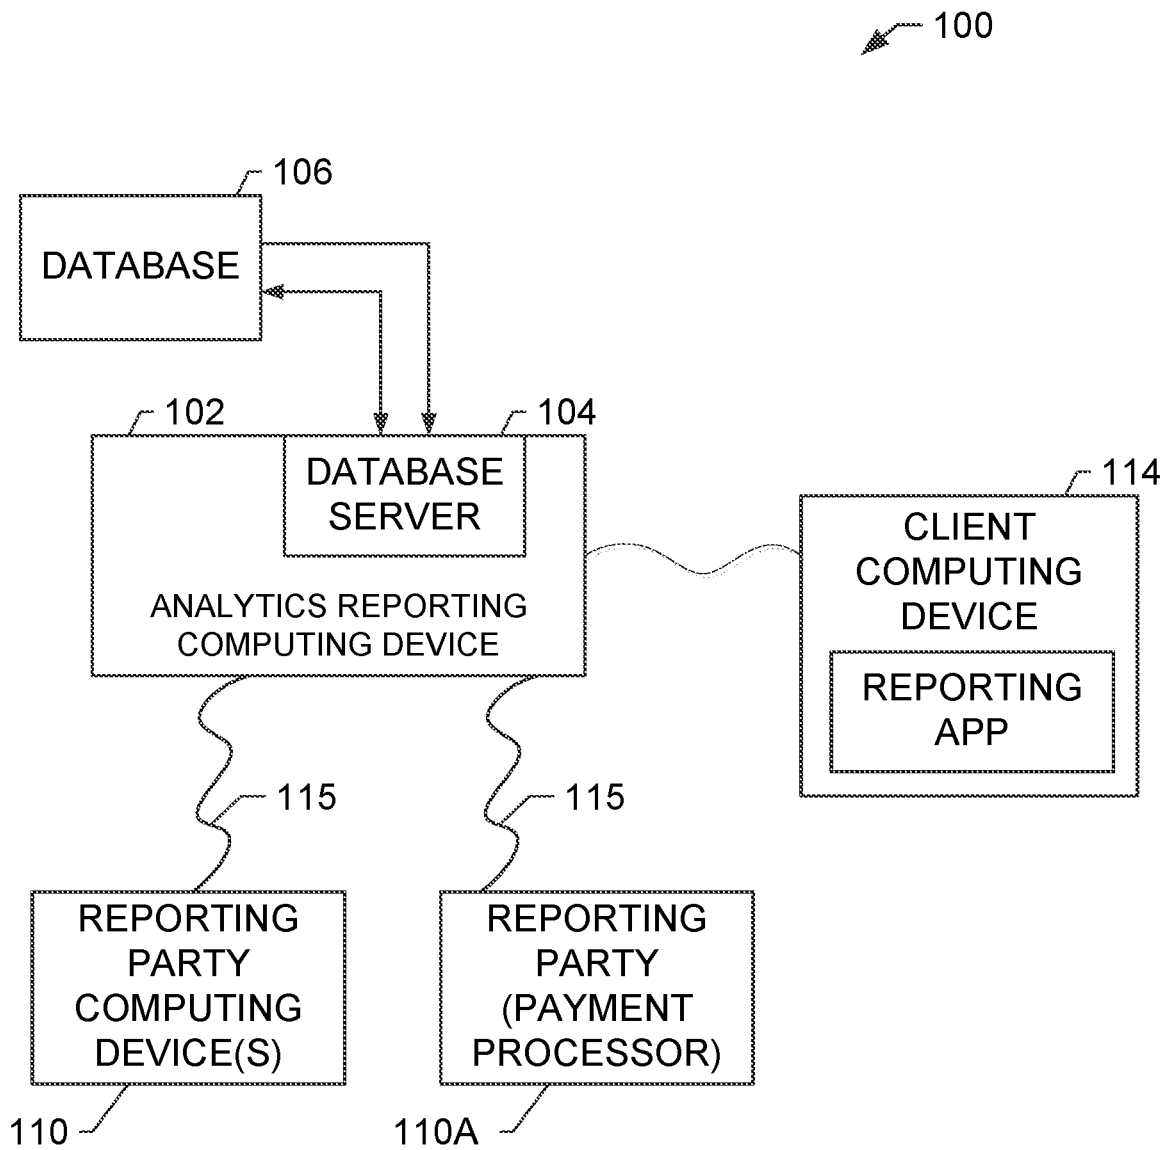 100
106
DATABASE
102
104
DATABASE
SERVER
ANALYTICS REPORTING
COMPUTING DEVICE
114
CLIENT
COMPUTING
DEVICE
REPORTING
APP
115
115
REPORTING
PARTY
COMPUTING
DEVICE(S)
110
REPORTING
PARTY
(PAYMENT
PROCESSOR)
110A